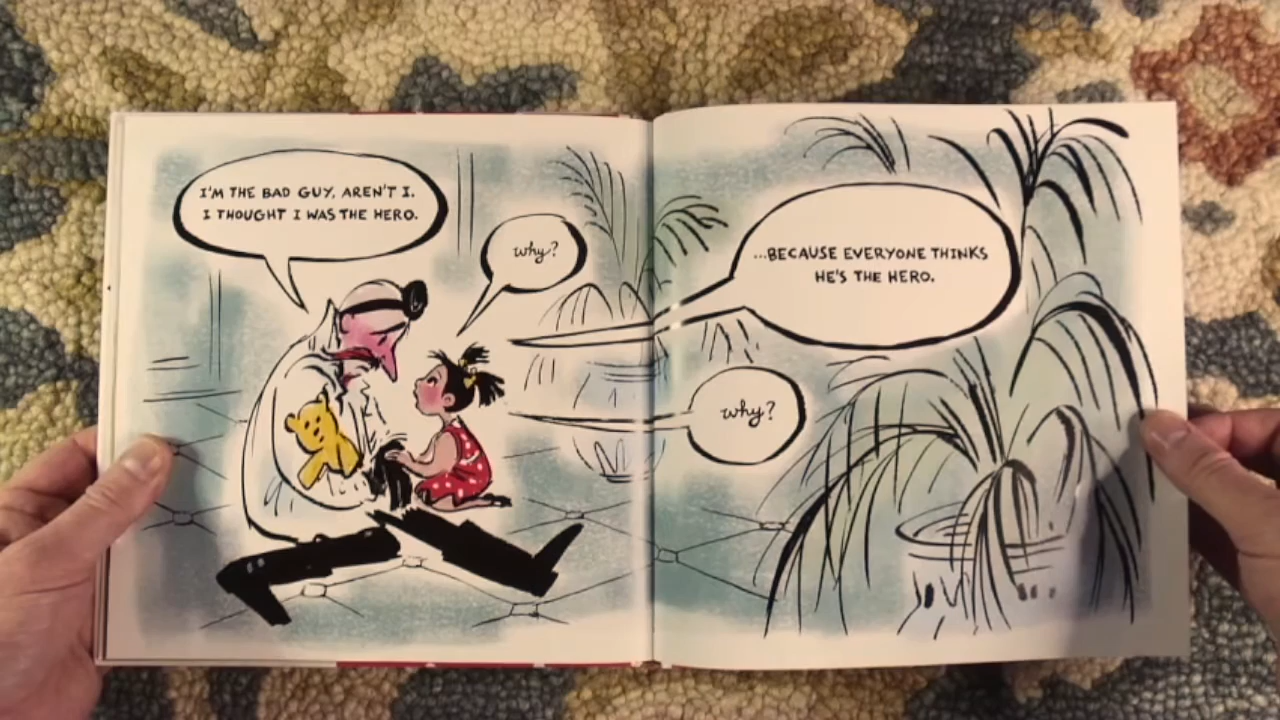 I'M THE BAD GUY, AREN'T I.
I THOUGHT I WAS THE HERO.
why?
...BECAUSE EVERYONE THINKS
HE'S THE HERO.
why?